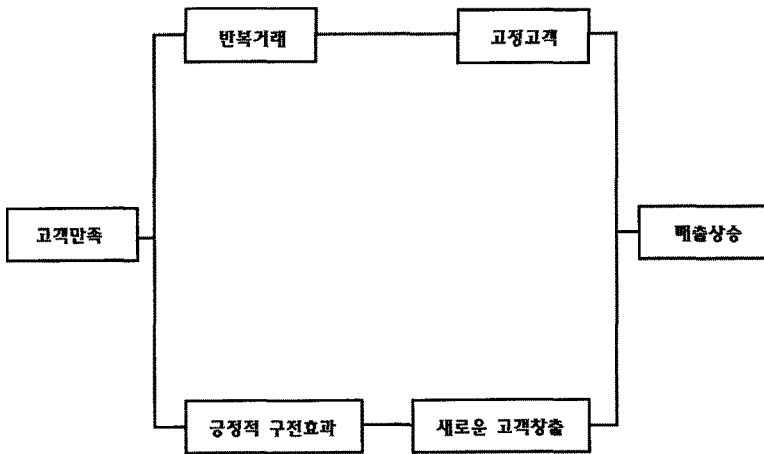 반복거래
고정고객
고객만족
매출상승
긍정적 구전효과
새로운 고객창출